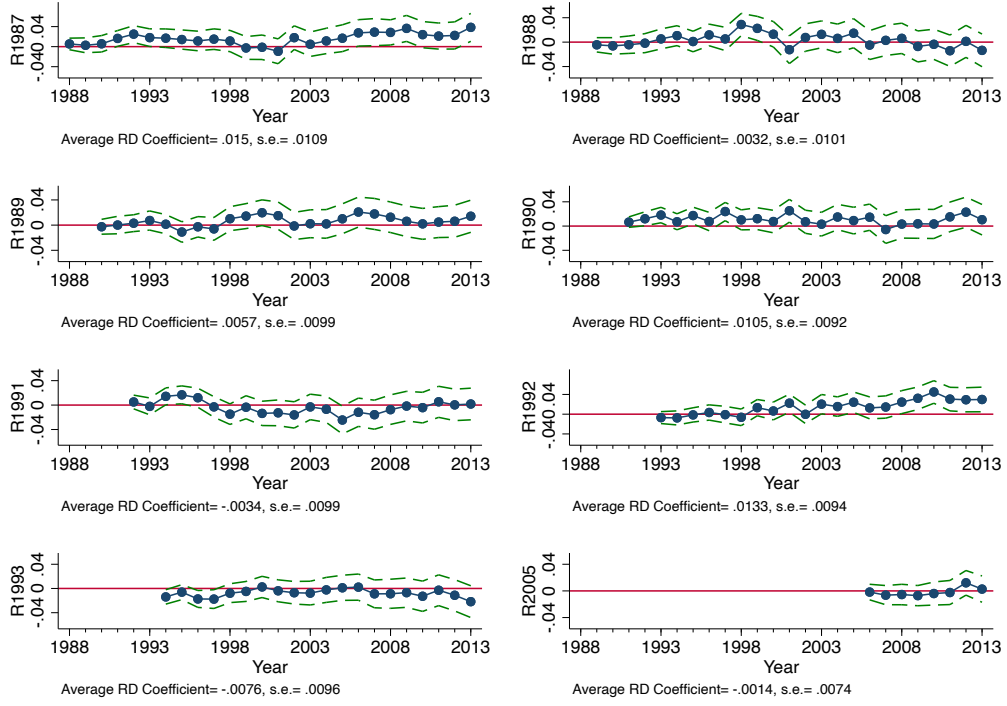 R1987
-.04 0 .04
1988 1993 1998 2003 2008 2013
Year
Average RD Coefficient= .015, s.e.= .0109
R1988
-.04 0 .04
1988 1993 1998 2003 2008 2013
Year
Average RD Coefficient= .0032, s.e.= .0101
R1989
-.04 0 .04
1988 1993 1998 2003 2008 2013
Year
Average RD Coefficient= .0057, s.e.= .0099
R1990
-.04 0 .04
1988 1993 1998 2003 2008 2013
Year
Average RD Coefficient= .0105, s.e.= .0092
R1991
-.04 0 .04
1988 1993 1998 2003 2008 2013
Year
Average RD Coefficient= -.0034, s.e.= .0099
R1992
-.04 0 .04
1988 1993 1998 2003 2008 2013
Year
Average RD Coefficient= .0133, s.e.= .0094
R1993
-.04 0 .04
1988 1993 1998 2003 2008 2013
Year
Average RD Coefficient= -.0076, s.e.= .0096
R2005
-.04 0 .04
1988 1993 1998 2003 2008 2013
Year
Average RD Coefficient= -.0014, s.e.= .0074